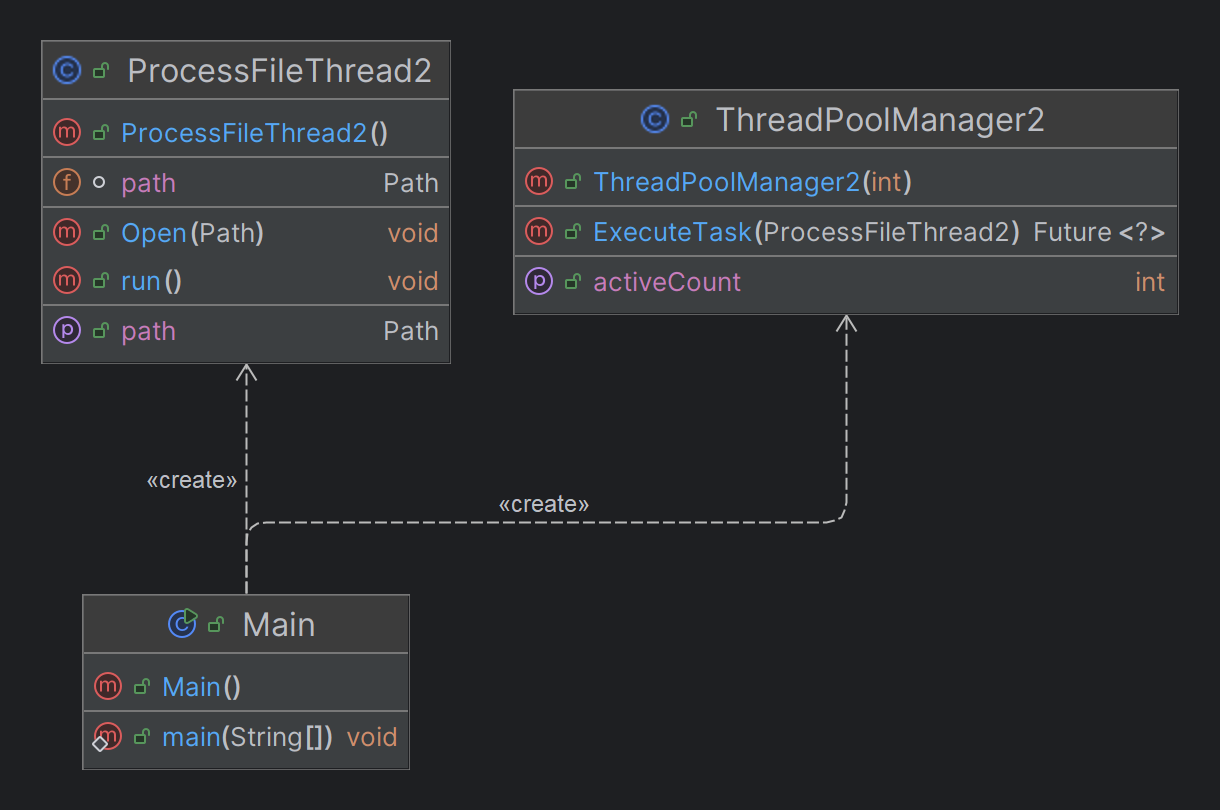 ProcessFileThread2
ProcessFileThread2()
path Path
Open(Path) void
run() void
path Path
ThreadPoolManager2
ThreadPoolManager2(int)
ExecuteTask(ProcessFileThread2) Future<?>
activeCount int
«create»
«create»
Main
Main()
main(String[]) void